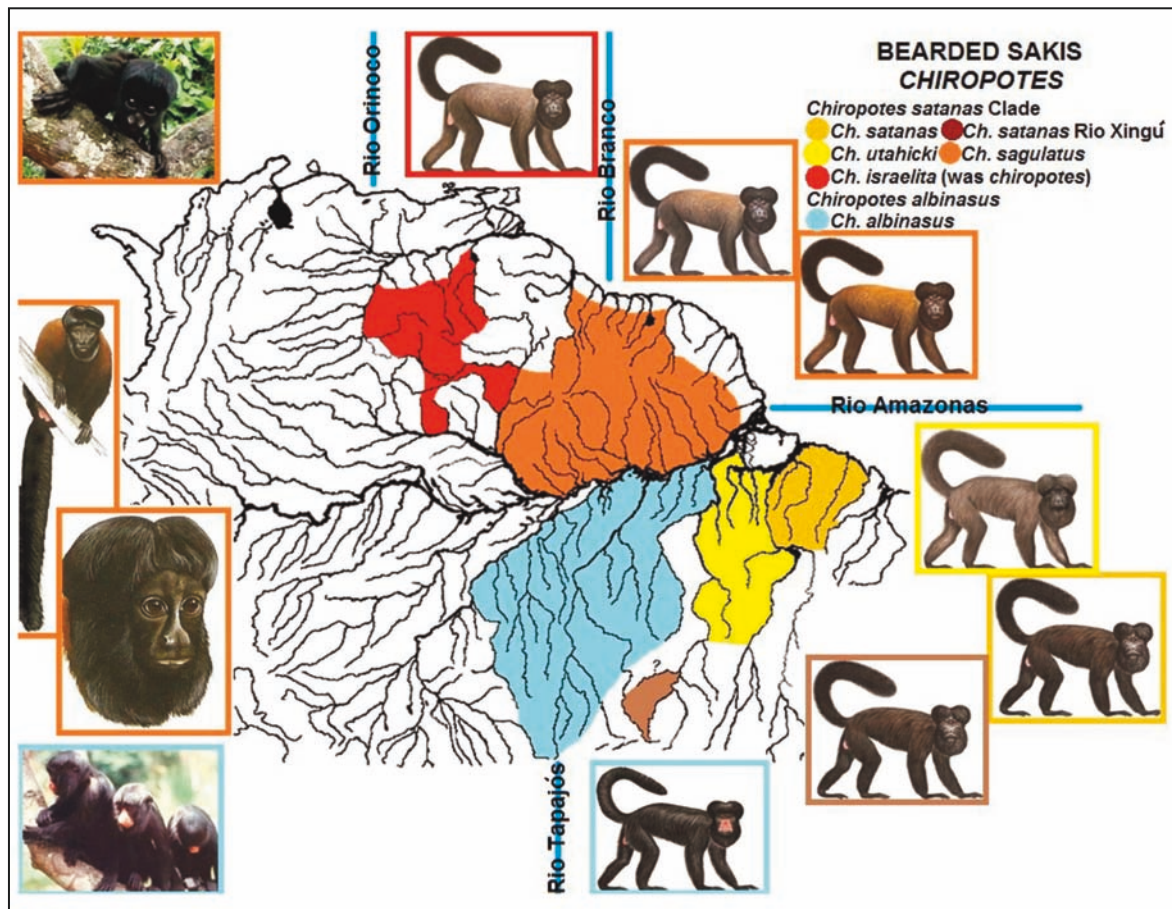 BEARDED SAKIS
CHIROPOTES
Chiropotes satanas Clade
Ch. satanas Ch. satanas Rio Xingú
Ch. utahicki Ch. sagulatus
Ch. israelita (was chiropotes)
Chiropotes albinasus
Ch. albinasus
Rio Orinoco
Rio Branco
Rio Amazonas
?
Rio Tapajós